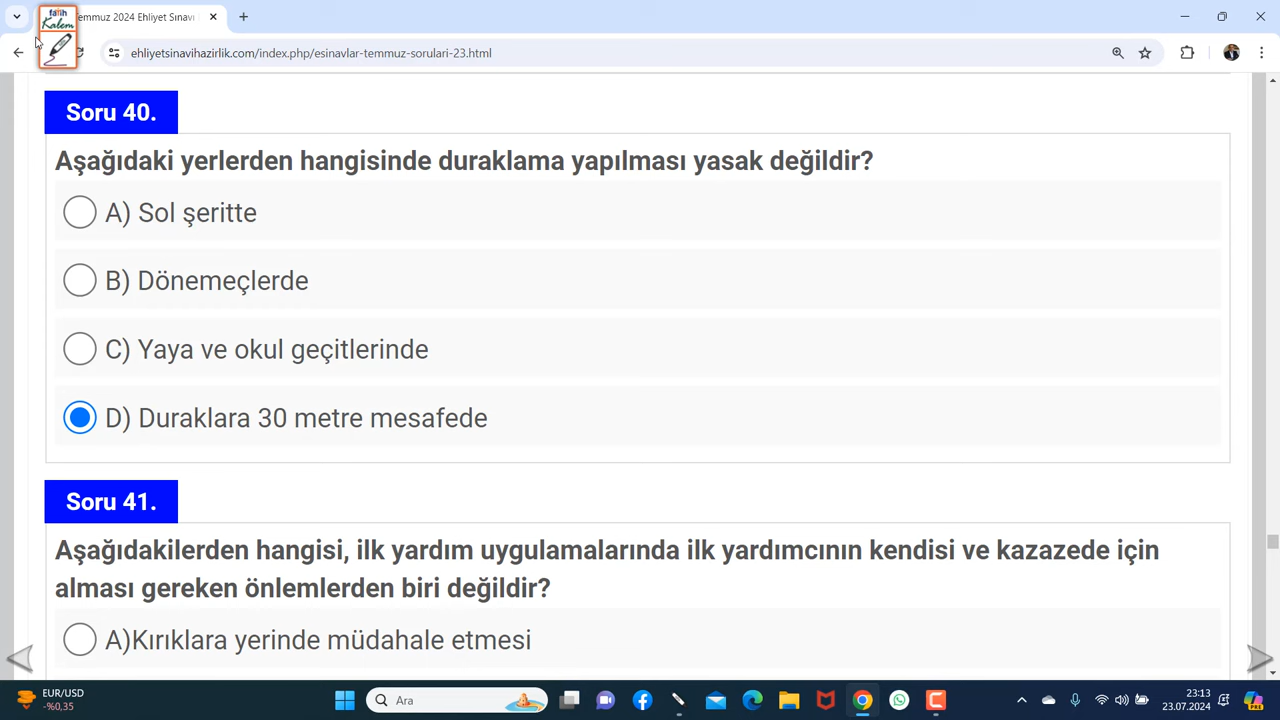 fatih
Kalem
Temmuz 2024 Ehliyet Sınavı
ehliyetsinavihazirlik.com/index.php/esinavlar-temmuz-sorulari-23.html
Soru 40.
Aşağıdaki yerlerden hangisinde duraklama yapılması yasak değildir?
A) Sol şeritte
B) Dönemeçlerde
C) Yaya ve okul geçitlerinde
D) Duraklara 30 metre mesafede
Soru 41.
Aşağıdakilerden hangisi, ilk yardım uygulamalarında ilk yardımcının kendisi ve kazazede için
alması gereken önlemlerden biri değildir?
A)Kırıklara yerinde müdahale etmesi
EUR/USD
-%0,35
Ara
23:13
23.07.2024
PRE